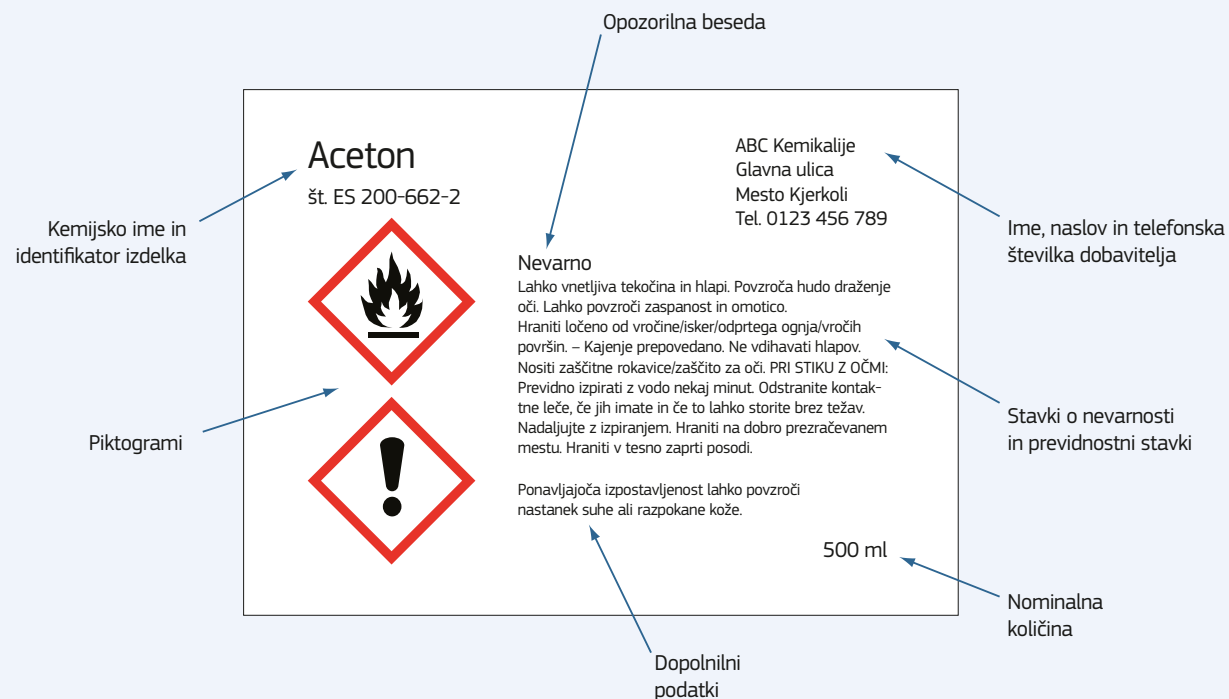 Opozorilna beseda
Aceton
št. ES 200-662-2
ABC Kemikalije
Glavna ulica
Mesto Kjerkoli
Tel. 0123 456 789
Kemijsko ime in
identifikator izdelka
Ime, naslov in telefonska
številka dobavitelja
Nevarno
Lahko vnetljiva tekočina in hlapi. Povzroča hudo draženje
oči. Lahko povzroči zaspanost in omotico.
Hraniti ločeno od vročine/isker/odprtega ognja/vročih
površin. – Kajenje prepovedano. Ne vdihavati hlapov.
Nositi zaščitne rokavice/zaščito za oči. PRI STIKU Z OČMI:
Previdno izpirati z vodo nekaj minut. Odstranite kontak-
tne leče, če jih imate in če to lahko storite brez težav.
Nadaljujte z izpiranjem. Hraniti na dobro prezračevanem
mestu. Hraniti v tesno zaprti posodi.
Piktogrami
Stavki o nevarnosti
in previdnostni stavki
Ponavljajoča izpostavljenost lahko povzroči
nastanek suhe ali razpokane kože.
500 ml
Nominalna
količina
Dopolnilni
podatki